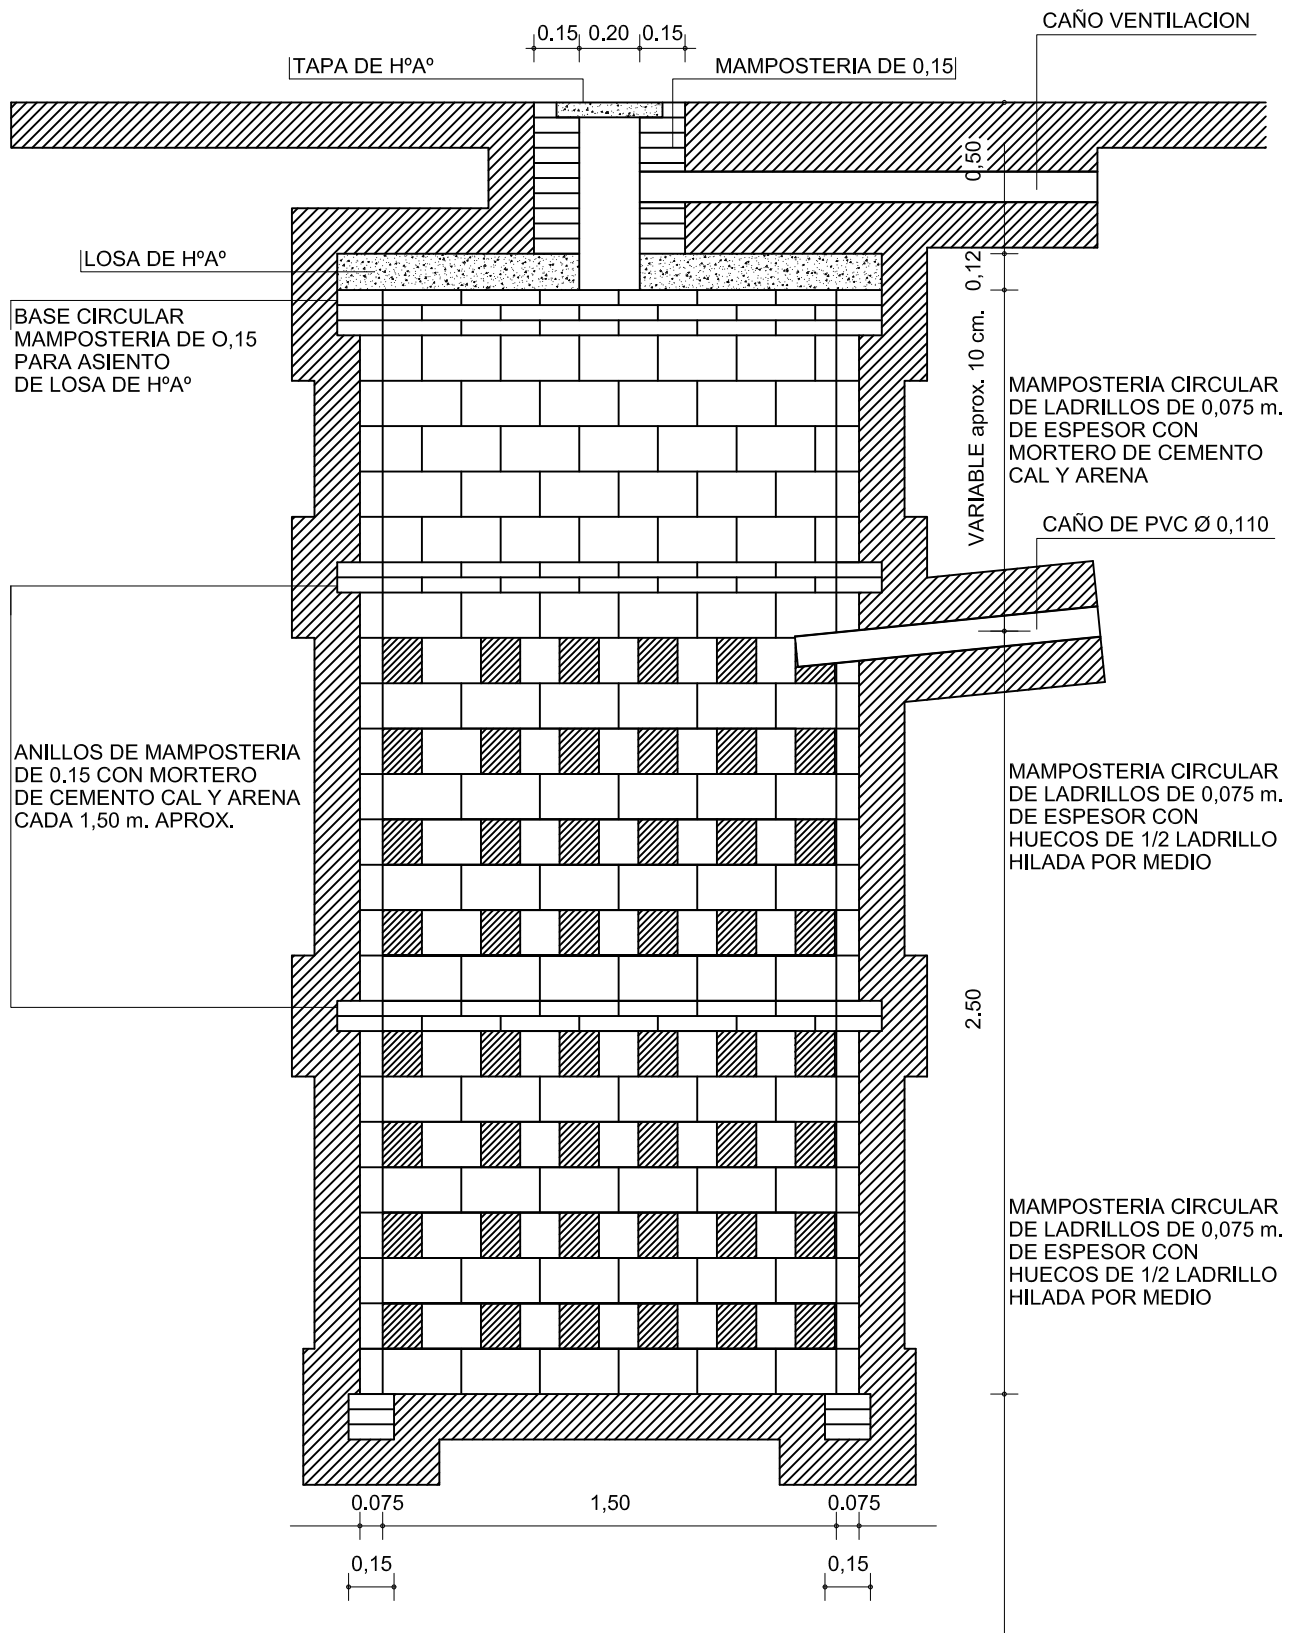 CAÑO VENTILACION
0.15 0.20 0.15
TAPA DE HºAº
MAMPOSTERIA DE 0,15
0,50
LOSA DE HºAº
0,12
BASE CIRCULAR
MAMPOSTERIA DE O,15
PARA ASIENTO
DE LOSA DE HºAº
VARIABLE aprox. 10 cm.
MAMPOSTERIA CIRCULAR
DE LADRILLOS DE 0,075 m.
DE ESPESOR CON
MORTERO DE CEMENTO
CAL Y ARENA
CAÑO DE PVC Ø 0,110
ANILLOS DE MAMPOSTERIA
DE 0.15 CON MORTERO
DE CEMENTO CAL Y ARENA
CADA 1,50 m. APROX.
MAMPOSTERIA CIRCULAR
DE LADRILLOS DE 0,075 m.
DE ESPESOR CON
HUECOS DE 1/2 LADRILLO
HILADA POR MEDIO
2.50
MAMPOSTERIA CIRCULAR
DE LADRILLOS DE 0,075 m.
DE ESPESOR CON
HUECOS DE 1/2 LADRILLO
HILADA POR MEDIO
0.075 1,50 0.075
0,15 0,15